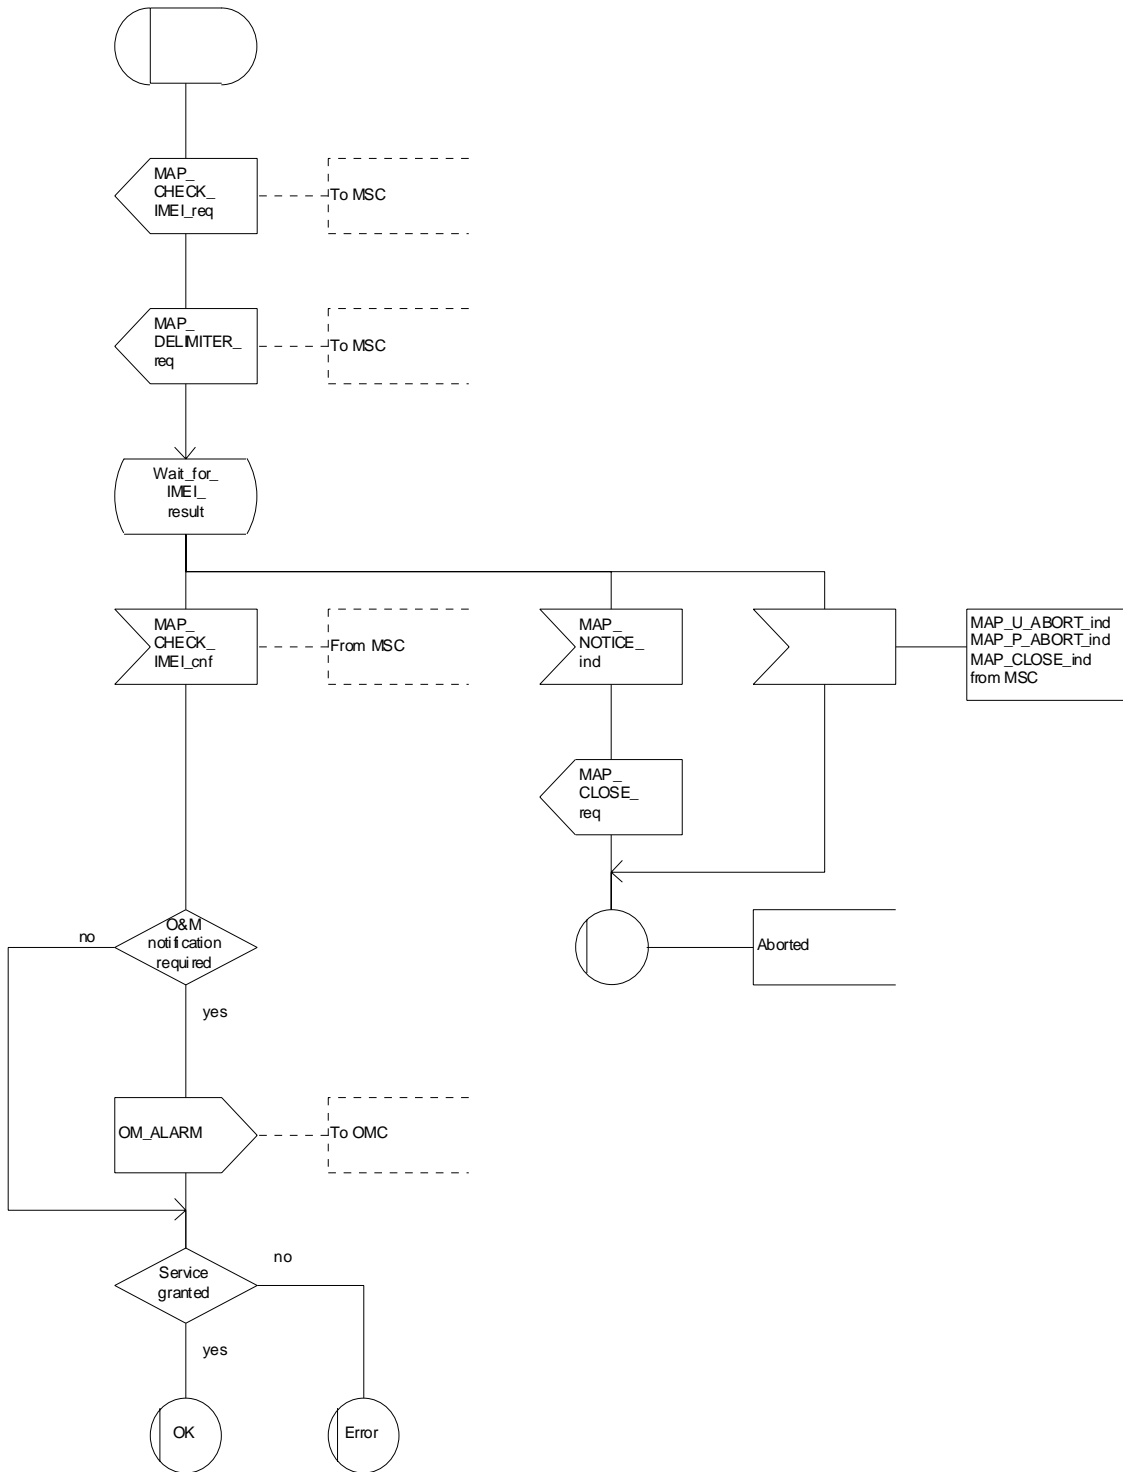 MAP_
CHECK_
IMEI_req
To MSC
MAP_
DELIMITER_
req
To MSC
Wait_for_
IMEI_
result
MAP_
CHECK_
IMEI_cnf
From MSC
MAP_
NOTICE_
ind
MAP_U_ABORT_ind
MAP_P_ABORT_ind
MAP_CLOSE_ind
from MSC
MAP_
CLOSE_
req
O&M
notification
required
no
yes
Aborted
OM_ALARM
To OMC
Service
granted
no
yes
OK
Error